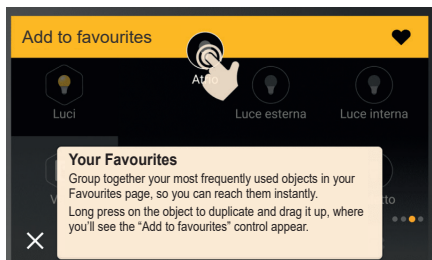 Add to favourites
Luci
Luce esterna
Luce interna
Your Favourites
Group together your most frequently used objects in your
Favourites page, so you can reach them instantly.
Long press on the object to duplicate and drag it up, where
you'll see the “Add to favourites” control appear.